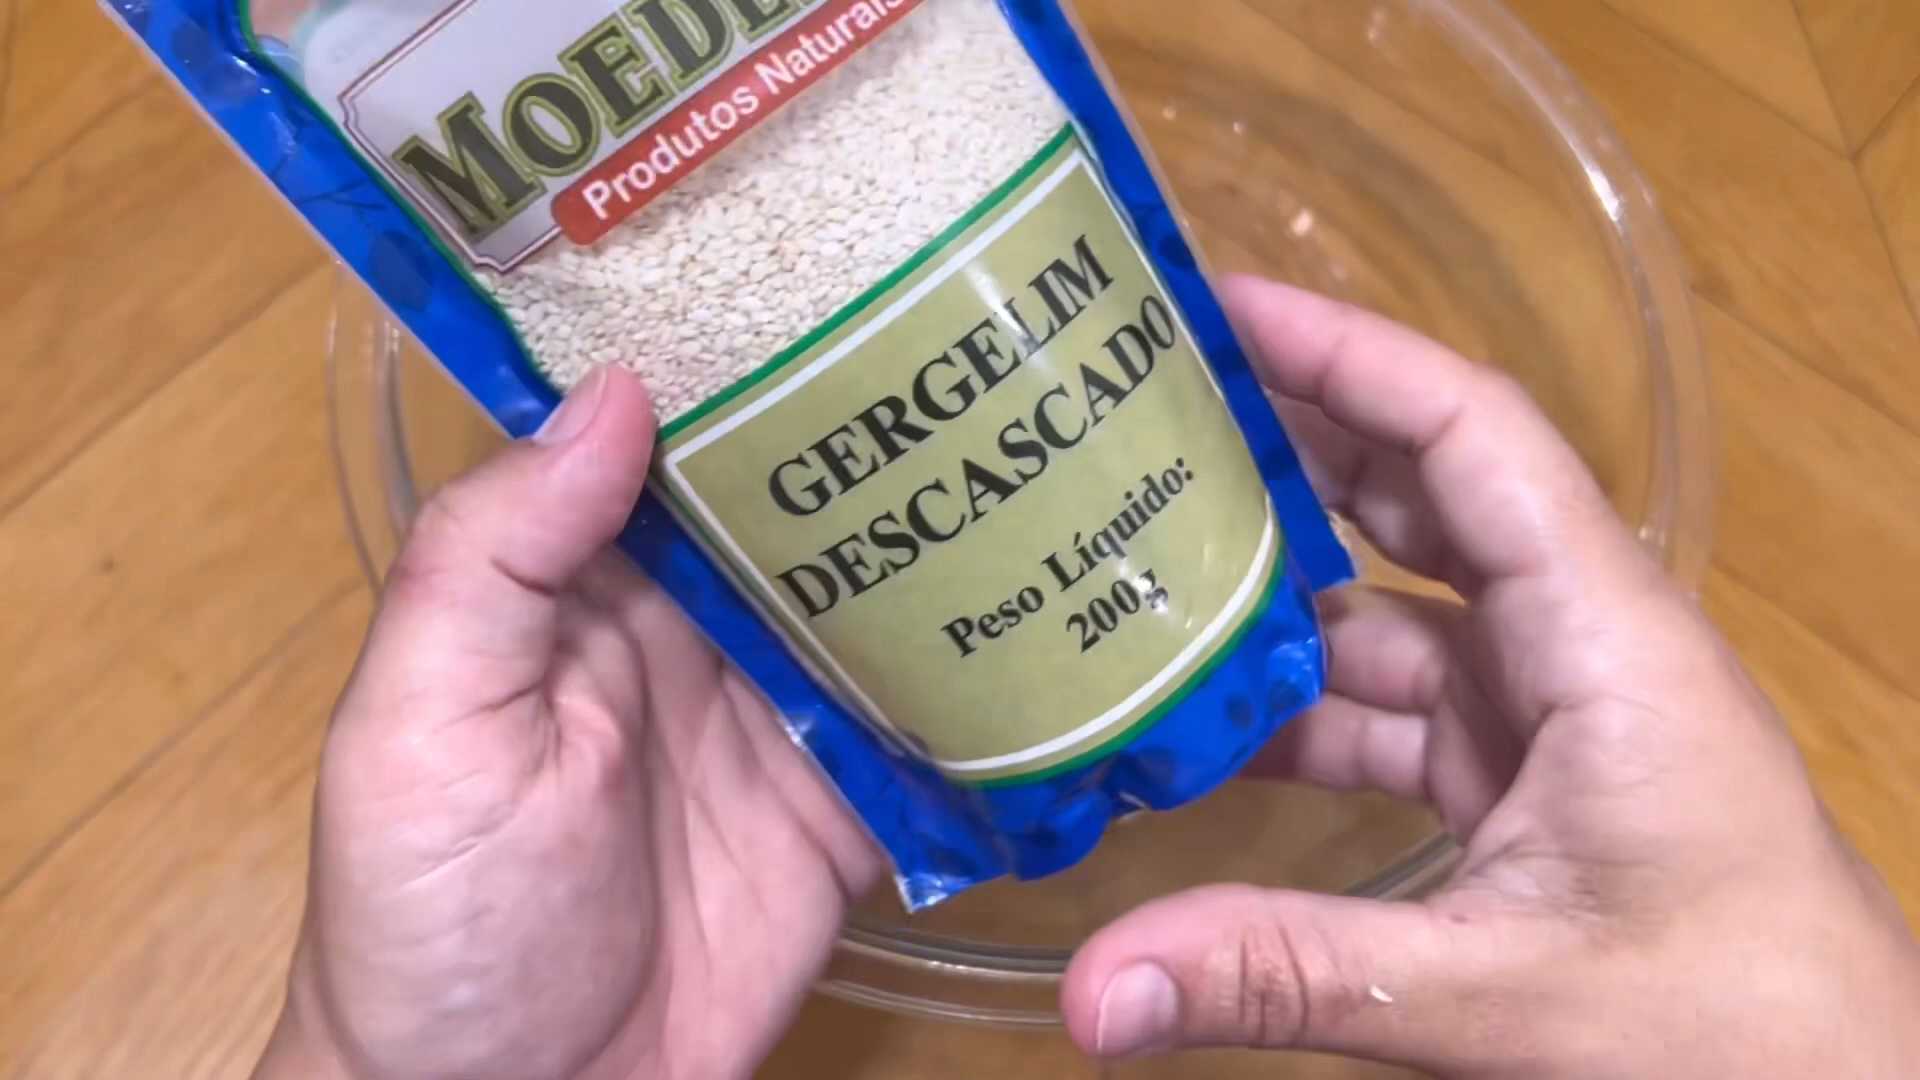 Produtos Naturais
GERGELIM
DESCASCADO
Peso Líquido:
200g